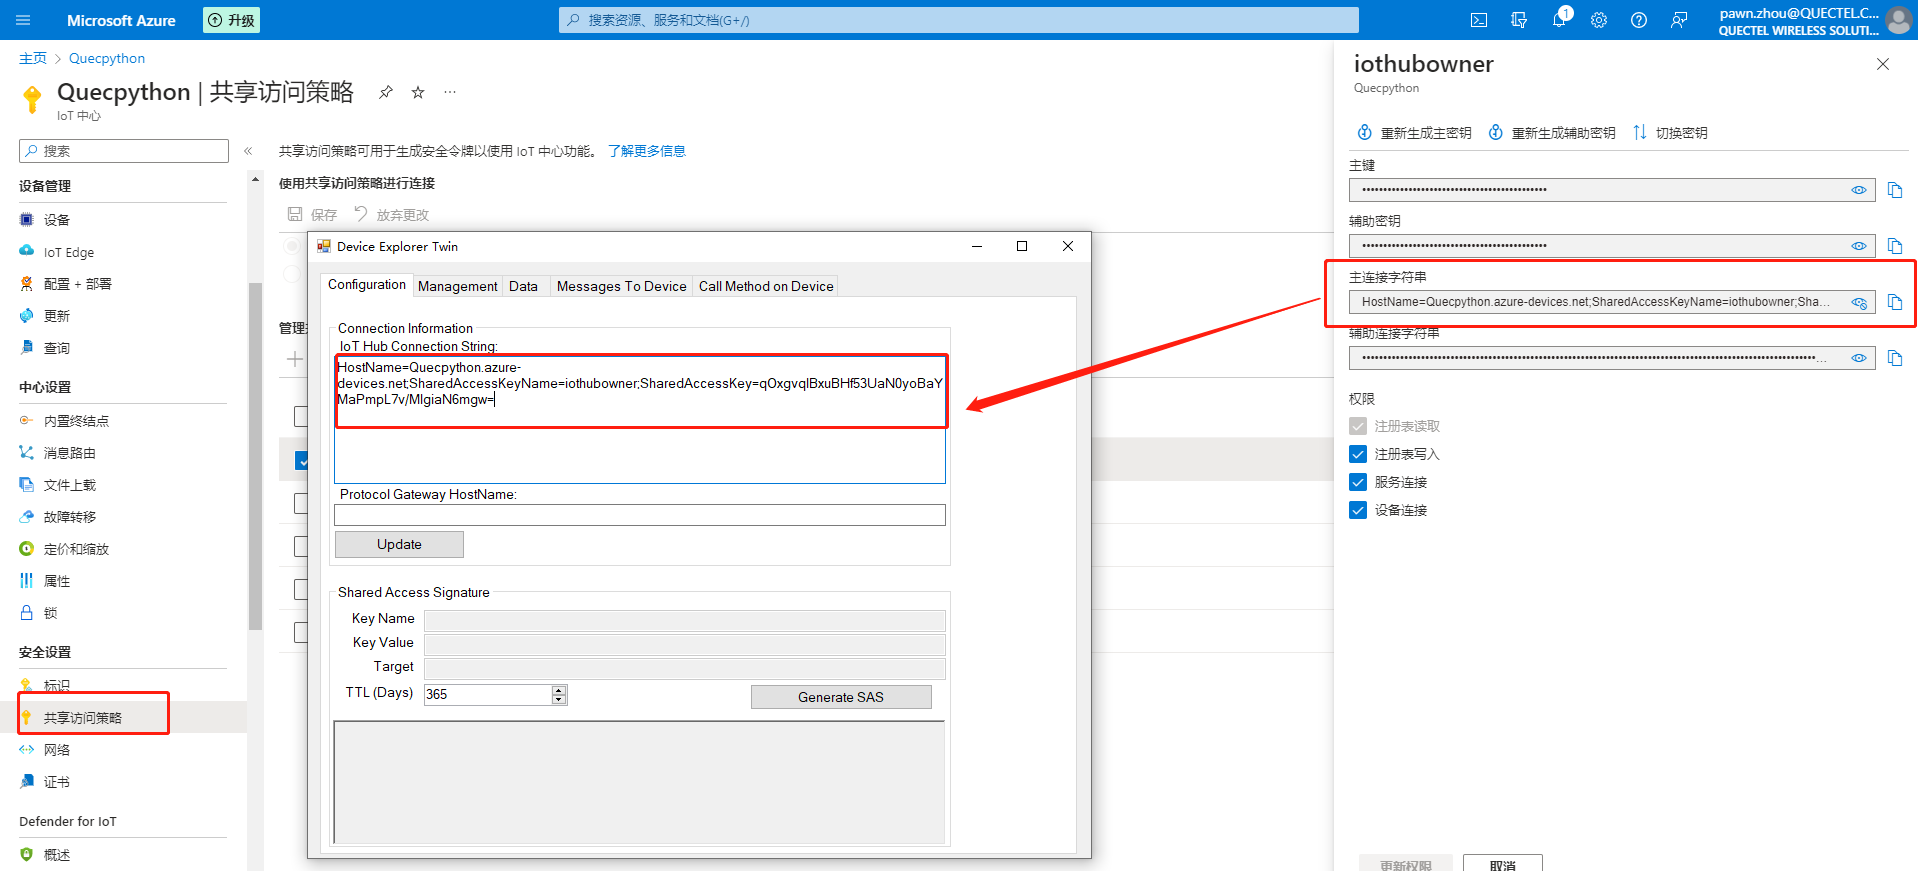 Microsoft Azure
升级
搜索资源、服务和文档(G+/)
1
pawn.zhou@QUECTEL.C...
QUECTEL WIRELESS SOLUTI...
主页 > Quecpython
Quecpython | 共享访问策略
IoT 中心
搜索
设备管理
设备
IoT Edge
配置 + 部署
更新
查询
中心设置
内置终结点
消息路由
文件上载
故障转移
定价和缩放
属性
锁
安全设置
标识
共享访问策略
网络
证书
Defender for IoT
概述
共享访问策略可用于生成安全令牌以使用 IoT 中心功能。 了解更多信息
使用共享访问策略进行连接
保存
放弃更改
Device Explorer Twin
Configuration
Management
Data
Messages To Device
Call Method on Device
Connection Information
IoT Hub Connection String:
HostName=Quecpython.azure-
devices.net;SharedAccessKeyName=iothubowner;SharedAccessKey=qOxgvqIBxuBHf53UaN0yoBaY
MaPmpL7v/MIgiaN6mgw=
Protocol Gateway HostName:
Update
Shared Access Signature
Key Name
Key Value
Target
TTL (Days)
365
Generate SAS
iothubowner
Quecpython
重新生成主密钥
重新生成辅助密钥
切换密钥
主键
辅助密钥
主连接字符串
HostName=Quecpython.azure-devices.net;SharedAccessKeyName=iothubowner;Sha...
辅助连接字符串
权限
注册表读取
注册表写入
服务连接
设备连接
更新权限
取消